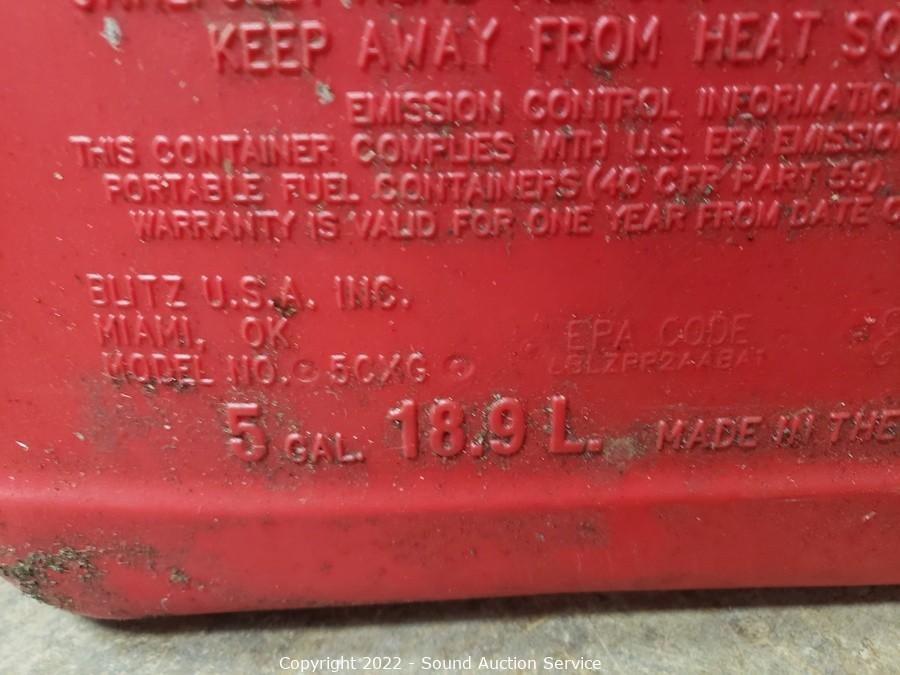 KEEP AWAY FROM HEAT SO
EMISSION CONTROL INFORMATION
THIS CONTAINER COMPLIES WITH U.S. EPA EMISSION
PORTABLE FUEL CONTAINERS (40 CFR PART 59)
WARRANTY IS VALID FOR ONE YEAR FROM DATE
BLITZ U.S.A. INC.
MIAMI, OK
EPA CODE
MODEL NO. 5CXG
5 GAL. 18.9 L. MADE IN THE
Copyright 2022 - Sound Auction Service